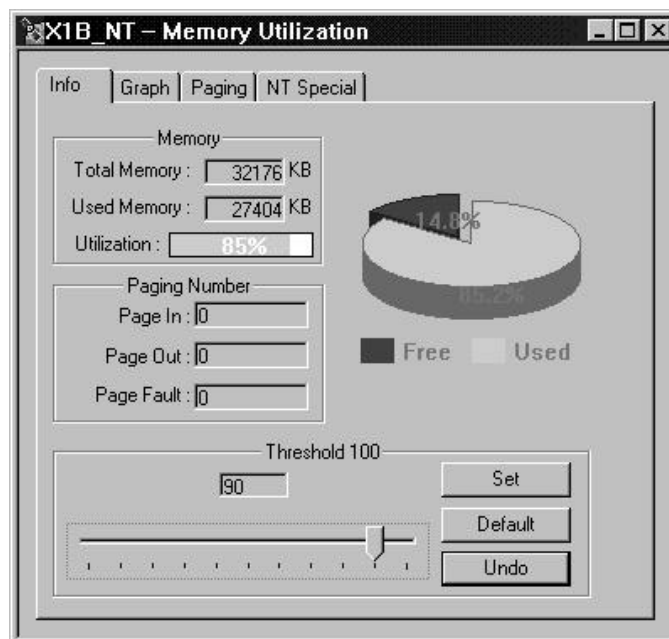 X1B_NT – Memory Utilization
Info Graph Paging NT Special
Memory
Total Memory : 32176 KB
Used Memory : 27404 KB
Utilization : 85%
14.8%
85.2%
Free Used
Paging Number
Page In : 0
Page Out : 0
Page Fault : 0
Threshold 100
90
Set
Default
Undo